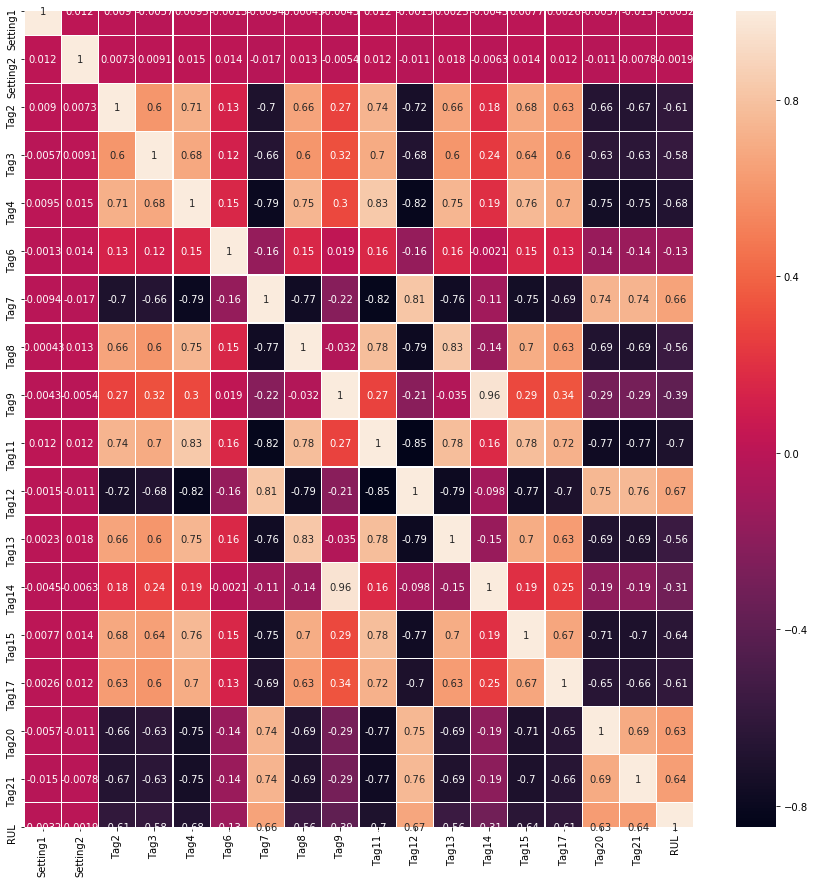 Setting1 1 0.012 0.009 -0.0057 0.0095 -0.0013 -0.0094 -0.00043 -0.0043 0.012 -0.0015 0.0023 -0.0045 0.0077 0.0026 -0.0057 -0.015 -0.0032
Setting2 0.012 1 0.0073 0.0091 0.015 0.014 -0.017 0.013 -0.0054 0.012 -0.011 0.018 -0.0063 0.014 0.012 -0.011 -0.0078 -0.0019
Tag2 0.009 0.0073 1 0.6 0.71 0.13 -0.7 0.66 0.27 0.74 -0.72 0.66 0.18 0.68 0.63 -0.66 -0.67 -0.61
0.8
Tag3 -0.0057 0.0091 0.6 1 0.68 0.12 -0.66 0.6 0.32 0.7 -0.68 0.6 0.24 0.64 0.6 -0.63 -0.63 -0.58
Tag4 0.0095 0.015 0.71 0.68 1 0.15 -0.79 0.75 0.3 0.83 -0.82 0.75 0.19 0.76 0.7 -0.75 -0.75 -0.68
Tag6 -0.0013 0.014 0.13 0.12 0.15 1 -0.16 0.15 0.019 0.16 -0.16 0.16 -0.0021 0.15 0.13 -0.14 -0.14 -0.13
0.4
Tag7 -0.0094 -0.017 -0.7 -0.66 -0.79 -0.16 1 -0.77 -0.22 -0.82 0.81 -0.76 -0.11 -0.75 -0.69 0.74 0.74 0.66
Tag8 -0.00043 0.013 0.66 0.6 0.75 0.15 -0.77 1 -0.032 0.78 -0.79 0.83 -0.14 0.7 0.63 -0.69 -0.69 -0.56
Tag9 -0.0043 -0.0054 0.27 0.32 0.3 0.019 -0.22 -0.032 1 0.27 -0.21 -0.035 0.96 0.29 0.34 -0.29 -0.29 -0.39
Tag11 0.012 0.012 0.74 0.7 0.83 0.16 -0.82 0.78 0.27 1 -0.85 0.78 0.16 0.78 0.72 -0.77 -0.77 -0.7
0.0
Tag12 -0.0015 -0.011 -0.72 -0.68 -0.82 -0.16 0.81 -0.79 -0.21 -0.85 1 -0.79 -0.098 -0.77 -0.7 0.75 0.76 0.67
Tag13 0.0023 0.018 0.66 0.6 0.75 0.16 -0.76 0.83 -0.035 0.78 -0.79 1 -0.15 0.7 0.63 -0.69 -0.69 -0.56
Tag14 -0.0045 -0.0063 0.18 0.24 0.19 -0.0021 -0.11 -0.14 0.96 0.16 -0.098 -0.15 1 0.19 0.25 -0.19 -0.19 -0.31
-0.4
Tag15 0.0077 0.014 0.68 0.64 0.76 0.15 -0.75 0.7 0.29 0.78 -0.77 0.7 0.19 1 0.67 -0.71 -0.7 -0.64
Tag17 0.0026 0.012 0.63 0.6 0.7 0.13 -0.69 0.63 0.34 0.72 -0.7 0.63 0.25 0.67 1 -0.65 -0.66 -0.61
Tag20 -0.0057 -0.011 -0.66 -0.63 -0.75 -0.14 0.74 -0.69 -0.29 -0.77 0.75 -0.69 -0.19 -0.71 -0.65 1 0.69 0.63
Tag21 -0.015 -0.0078 -0.67 -0.63 -0.75 -0.14 0.74 -0.69 -0.29 -0.77 0.76 -0.69 -0.19 -0.7 -0.66 0.69 1 0.64
-0.8
RUL -0.0032 -0.0019 -0.61 -0.58 -0.68 -0.13 0.66 -0.56 -0.39 -0.7 0.67 -0.56 -0.31 -0.64 -0.61 0.63 0.64 1
Setting1 Setting2 Tag2 Tag3 Tag4 Tag6 Tag7 Tag8 Tag9 Tag11 Tag12 Tag13 Tag14 Tag15 Tag17 Tag20 Tag21 RUL